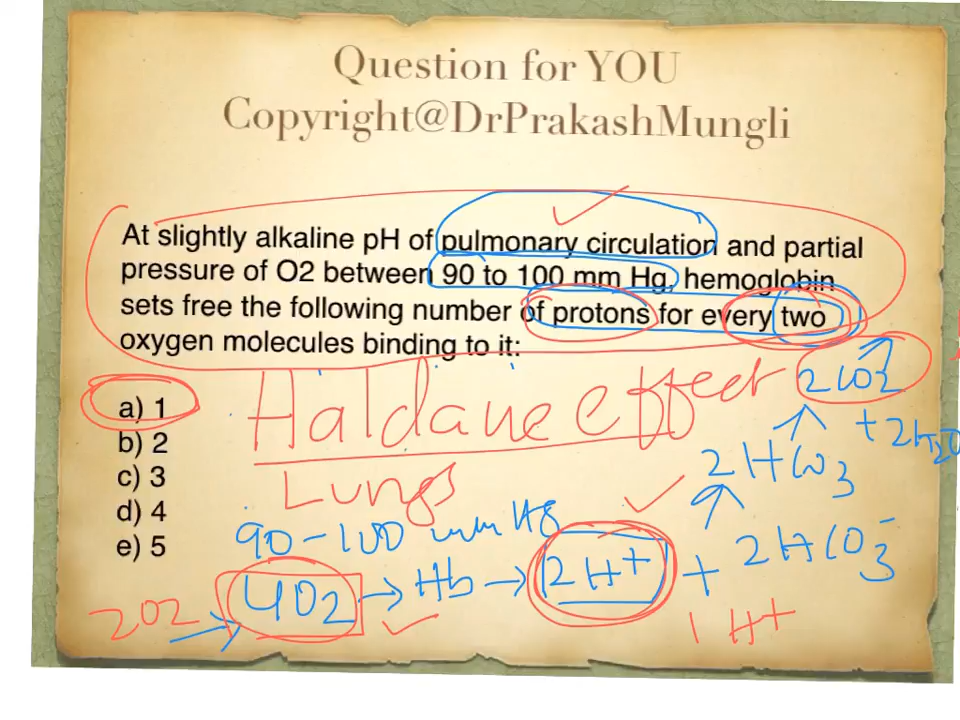 Question for YOU
Copyright@DrPrakashMungli
At slightly alkaline pH of pulmonary circulation and partial
pressure of O2 between 90 to 100 mm Hg, hemoglobin
sets free the following number of protons for every two
oxygen molecules binding to it:
a) 1
b) 2
c) 3
d) 4
e) 5
Haldane effect
Lungs
2CO2
+ 2H2O
2HCO3
90-100 mm Hg
4O2 → Hb → 2H+ + 2HCO3-
2O2
1 H+